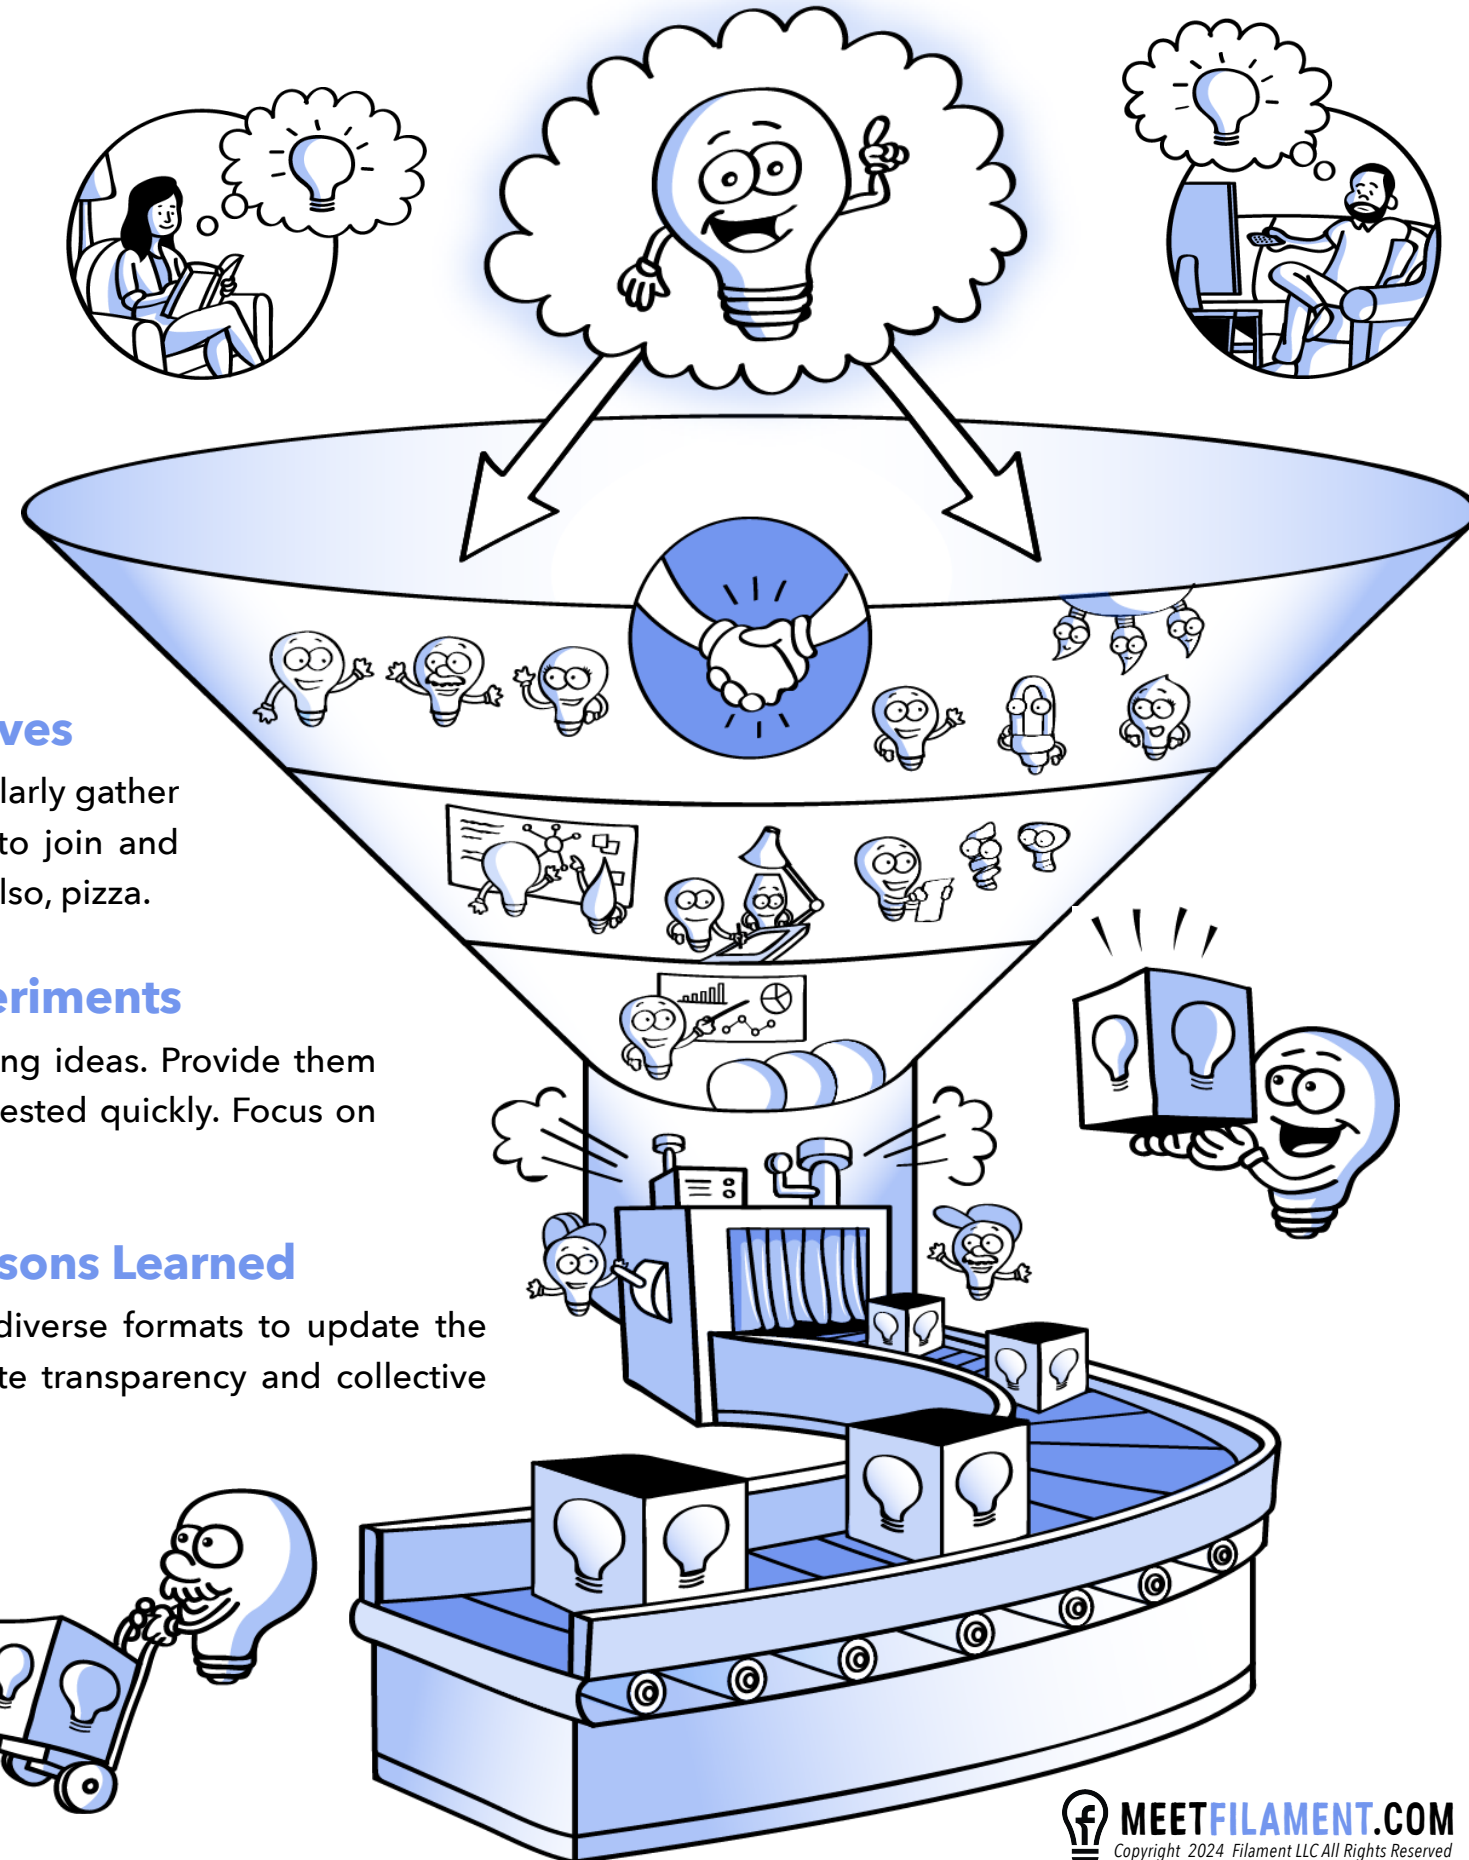 ves
larly gather
to join and
lso, pizza.
eriments
ng ideas. Provide them
ested quickly. Focus on
sons Learned
diverse formats to update the
te transparency and collective
MEETFILAMENT.COM
Copyright 2024 Filament LLC All Rights Reserved